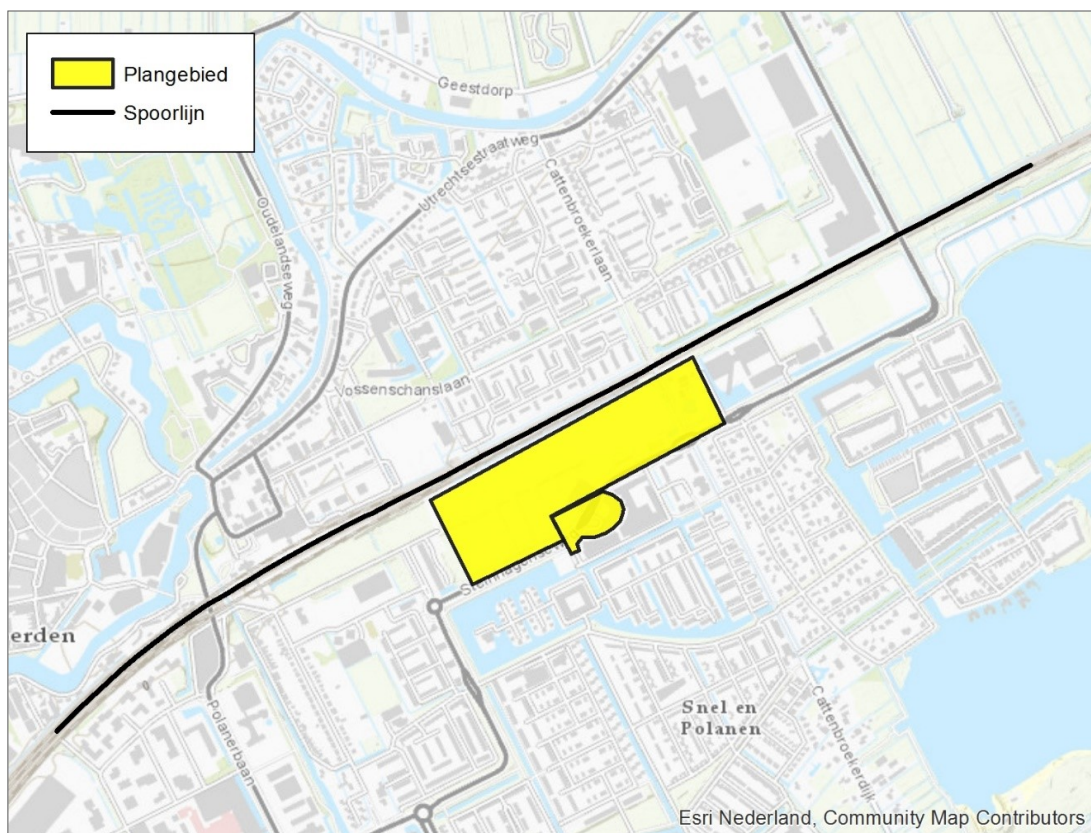 Plangebied
Spoorlijn
Geestdorp
Utrechtsestraatweg
Cattenbroekerlaan
Oudelandseweg
Vossenschanslaan
erden
Polanerbaan
Snel en
Polanen
Cattenbroekerdijk
Esri Nederland, Community Map Contributors